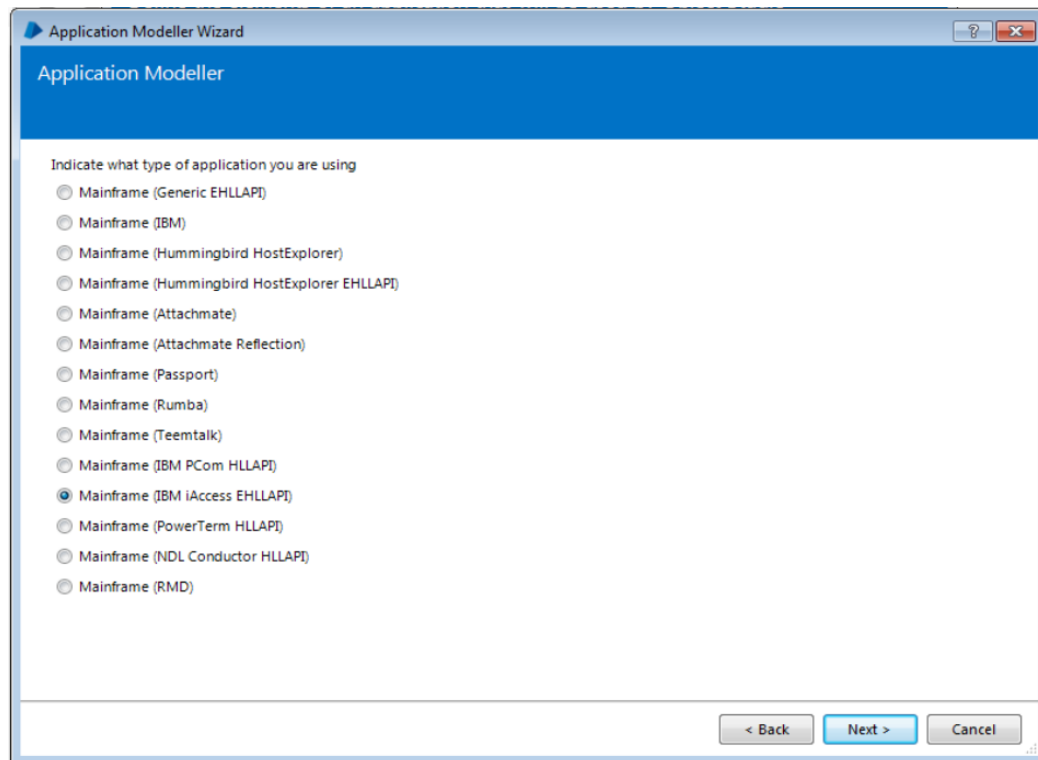 Application Modeller Wizard
?
Application Modeller
Indicate what type of application you are using
Mainframe (Generic EHLLAPI)
Mainframe (IBM)
Mainframe (Hummingbird HostExplorer)
Mainframe (Hummingbird HostExplorer EHLLAPI)
Mainframe (Attachmate)
Mainframe (Attachmate Reflection)
Mainframe (Passport)
Mainframe (Rumba)
Mainframe (Teemtalk)
Mainframe (IBM PCom HLLAPI)
Mainframe (IBM iAccess EHLLAPI)
Mainframe (PowerTerm HLLAPI)
Mainframe (NDL Conductor HLLAPI)
Mainframe (RMD)
< Back Next > Cancel